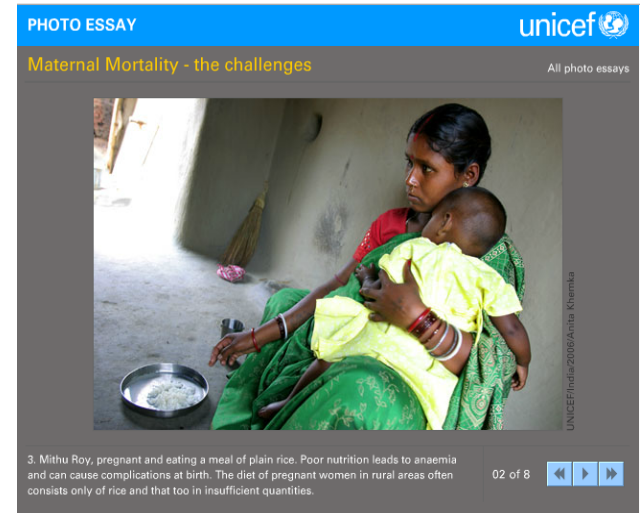 PHOTO ESSAY
unicef
Maternal Mortality - the challenges
All photo essays
UNICEF/India/2006/Anita Khemka
3. Mithu Roy, pregnant and eating a meal of plain rice. Poor nutrition leads to anaemia
and can cause complications at birth. The diet of pregnant women in rural areas often
consists only of rice and that too in insufficient quantities.
02 of 8